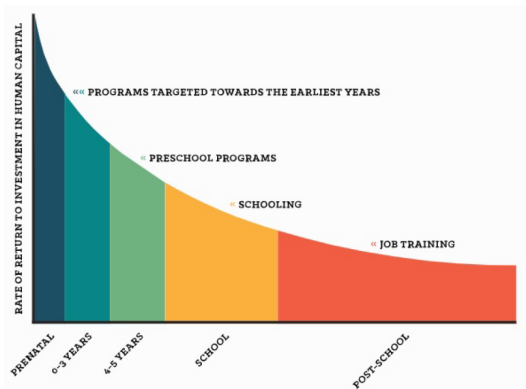 RATE OF RETURN TO INVESTMENT IN HUMAN CAPITAL
«« PROGRAMS TARGETED TOWARDS THE EARLIEST YEARS
« PRESCHOOL PROGRAMS
« SCHOOLING
« JOB TRAINING
PRENATAL
0-3 YEARS
4-5 YEARS
SCHOOL
POST-SCHOOL